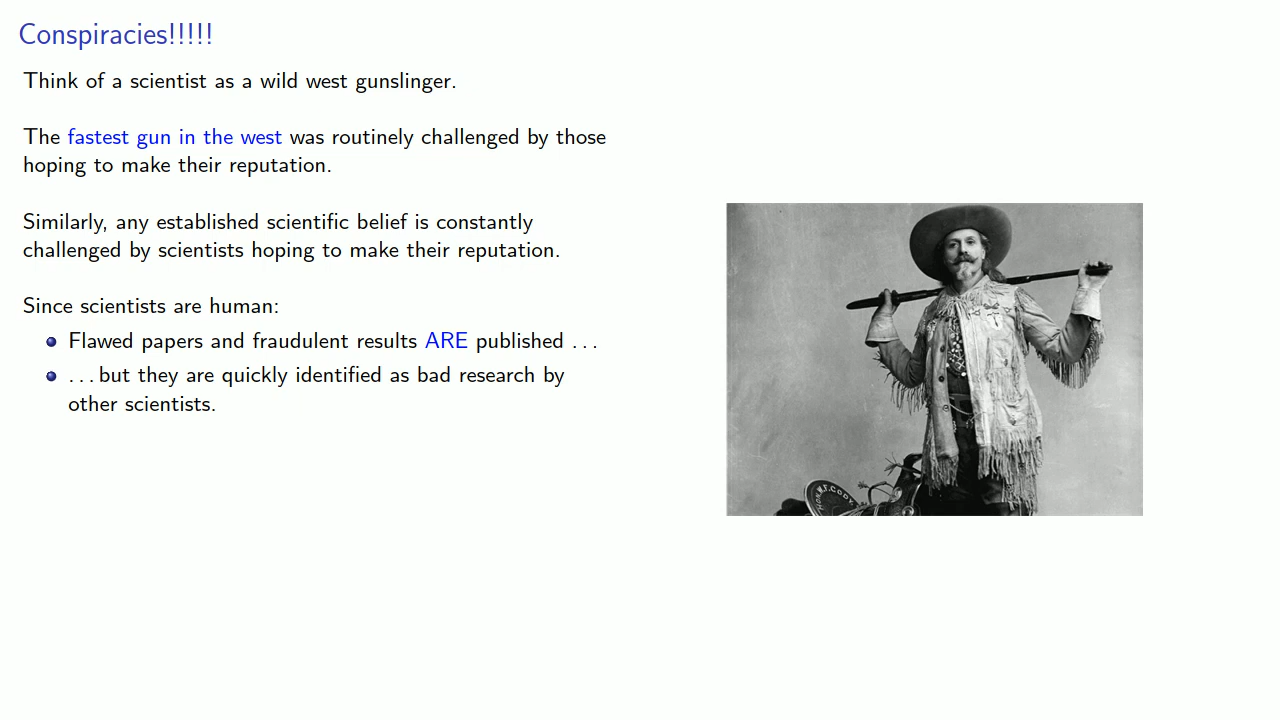 Conspiracies!!!!!
Think of a scientist as a wild west gunslinger.
The fastest gun in the west was routinely challenged by those
hoping to make their reputation.
Similarly, any established scientific belief is constantly
challenged by scientists hoping to make their reputation.
Since scientists are human:
Flawed papers and fraudulent results ARE published ...
... but they are quickly identified as bad research by
other scientists.
HON.W.F.CODY